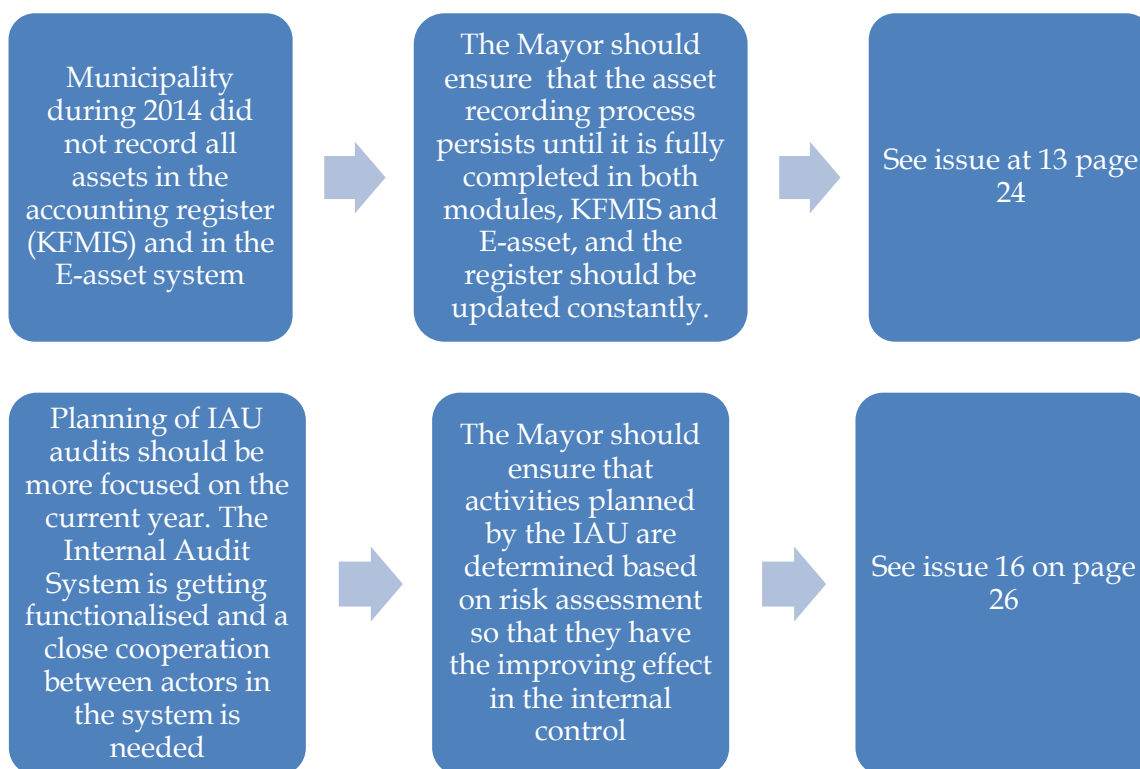 Municipality
during 2014 did
not record all
assets in the
accounting register
(KFMIS) and in the
E-asset system
The Mayor should
ensure that the asset
recording process
persists until it is fully
completed in both
modules, KFMIS and
E-asset, and the
register should be
updated constantly.
See issue at 13 page
24
Planning of IAU
audits should be
more focused on the
current year. The
Internal Audit
System is getting
functionalised and a
close cooperation
between actors in
the system is
needed
The Mayor should
ensure that
activities planned
by the IAU are
determined based
on risk assessment
so that they have
the improving effect
in the internal
control
See issue 16 on page
26